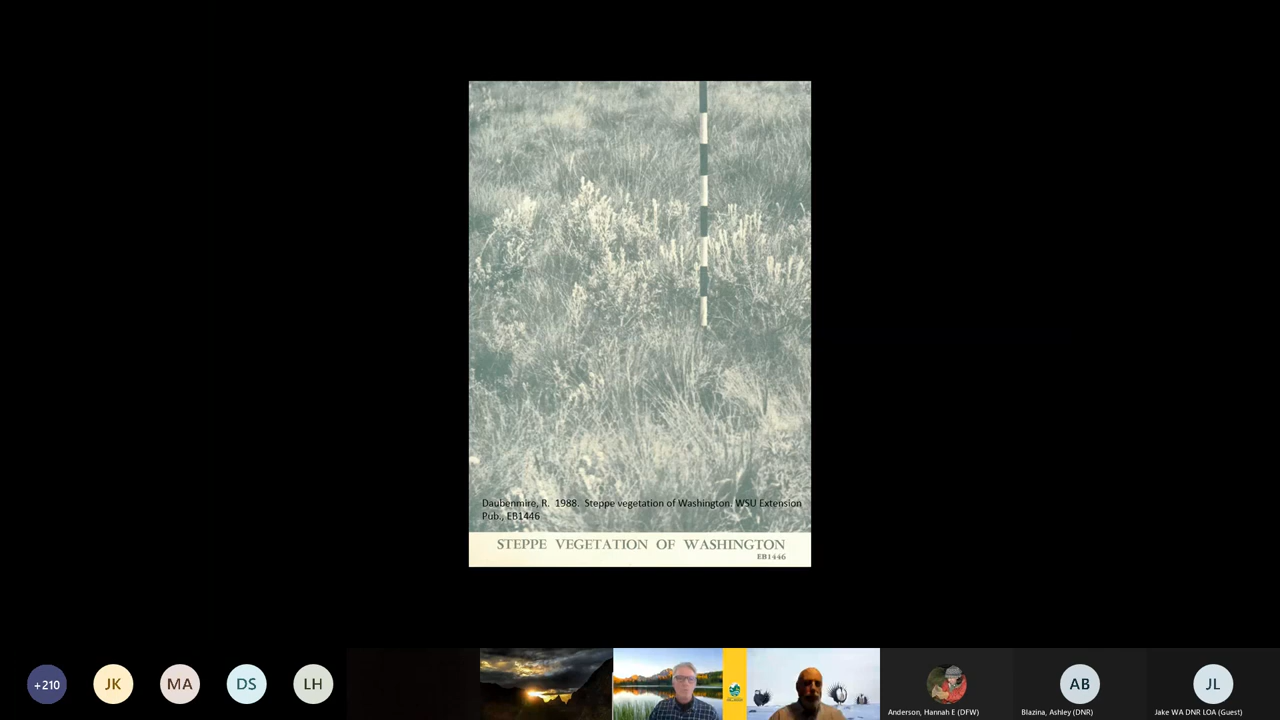 Daubenmire, R. 1988. Steppe vegetation of Washington. WSU Extension
Pub., EB1446
STEPPE VEGETATION OF WASHINGTON
EB1446
+210
JK
MA
DS
LH
AB
JL
Anderson, Hannah E (DFW)
Blazina, Ashley (DNR)
Jake WA DNR LOA (Guest)